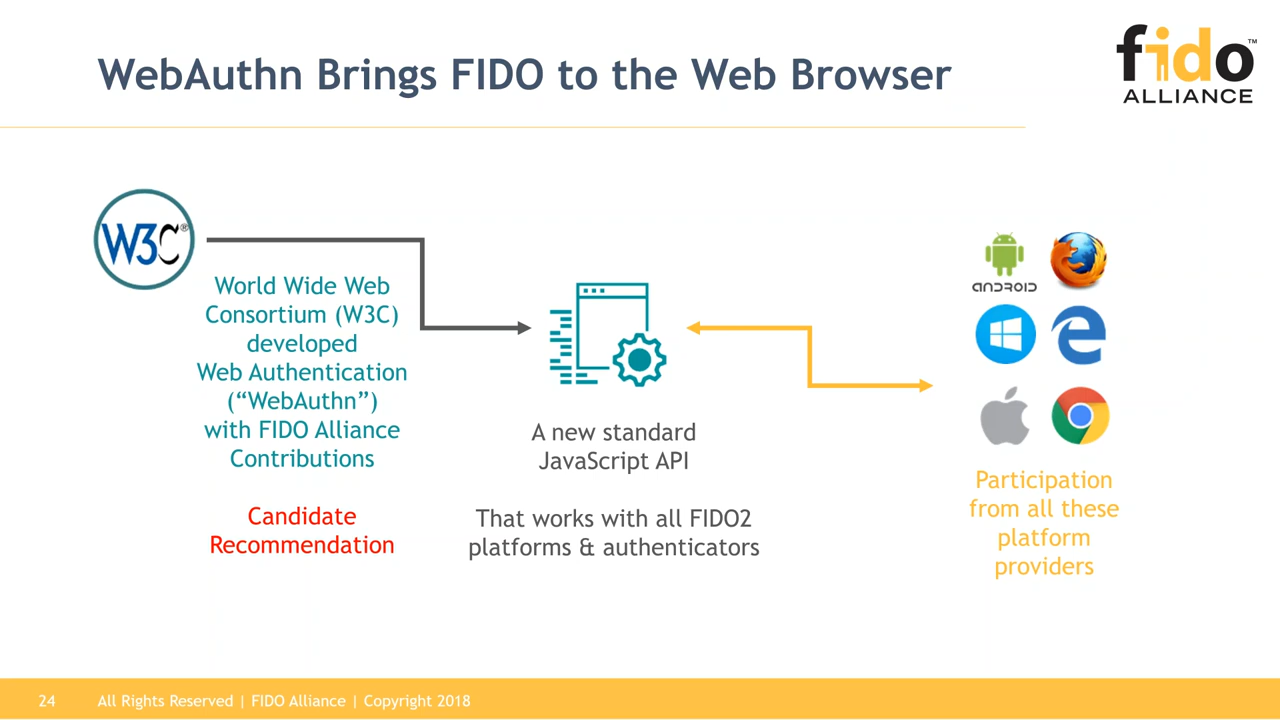 WebAuthn Brings FIDO to the Web Browser
fido™
ALLIANCE
W3C®
World Wide Web
Consortium (W3C)
developed
Web Authentication
(“WebAuthn”)
with FIDO Alliance
Contributions
Candidate
Recommendation
A new standard
JavaScript API
That works with all FIDO2
platforms & authenticators
ANDROID
Participation
from all these
platform
providers
24 All Rights Reserved | FIDO Alliance | Copyright 2018